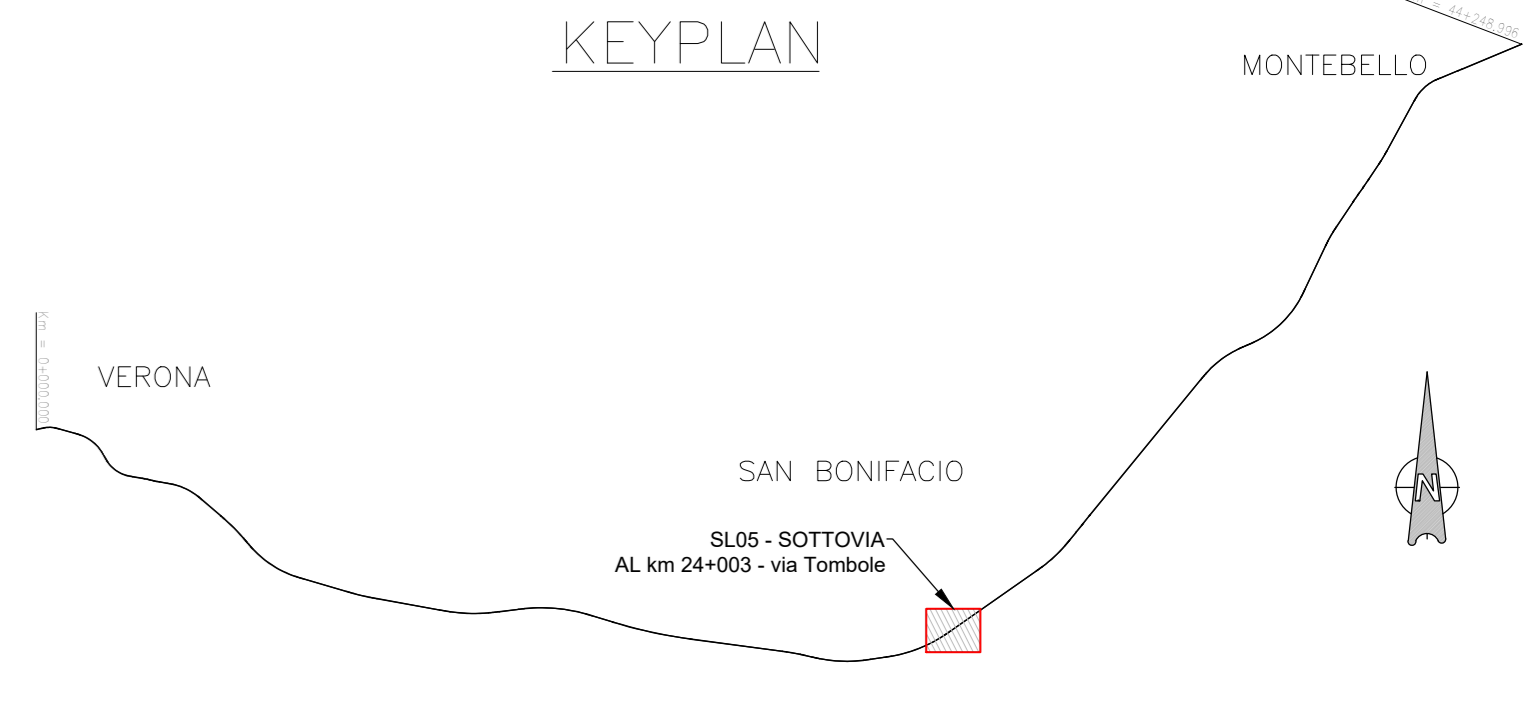 KEYPLAN
= 44+248.996
MONTEBELLO
Km = 0+000.000
VERONA
SAN BONIFACIO
SL05 - SOTTOVIA
AL km 24+003 - via Tombole
N